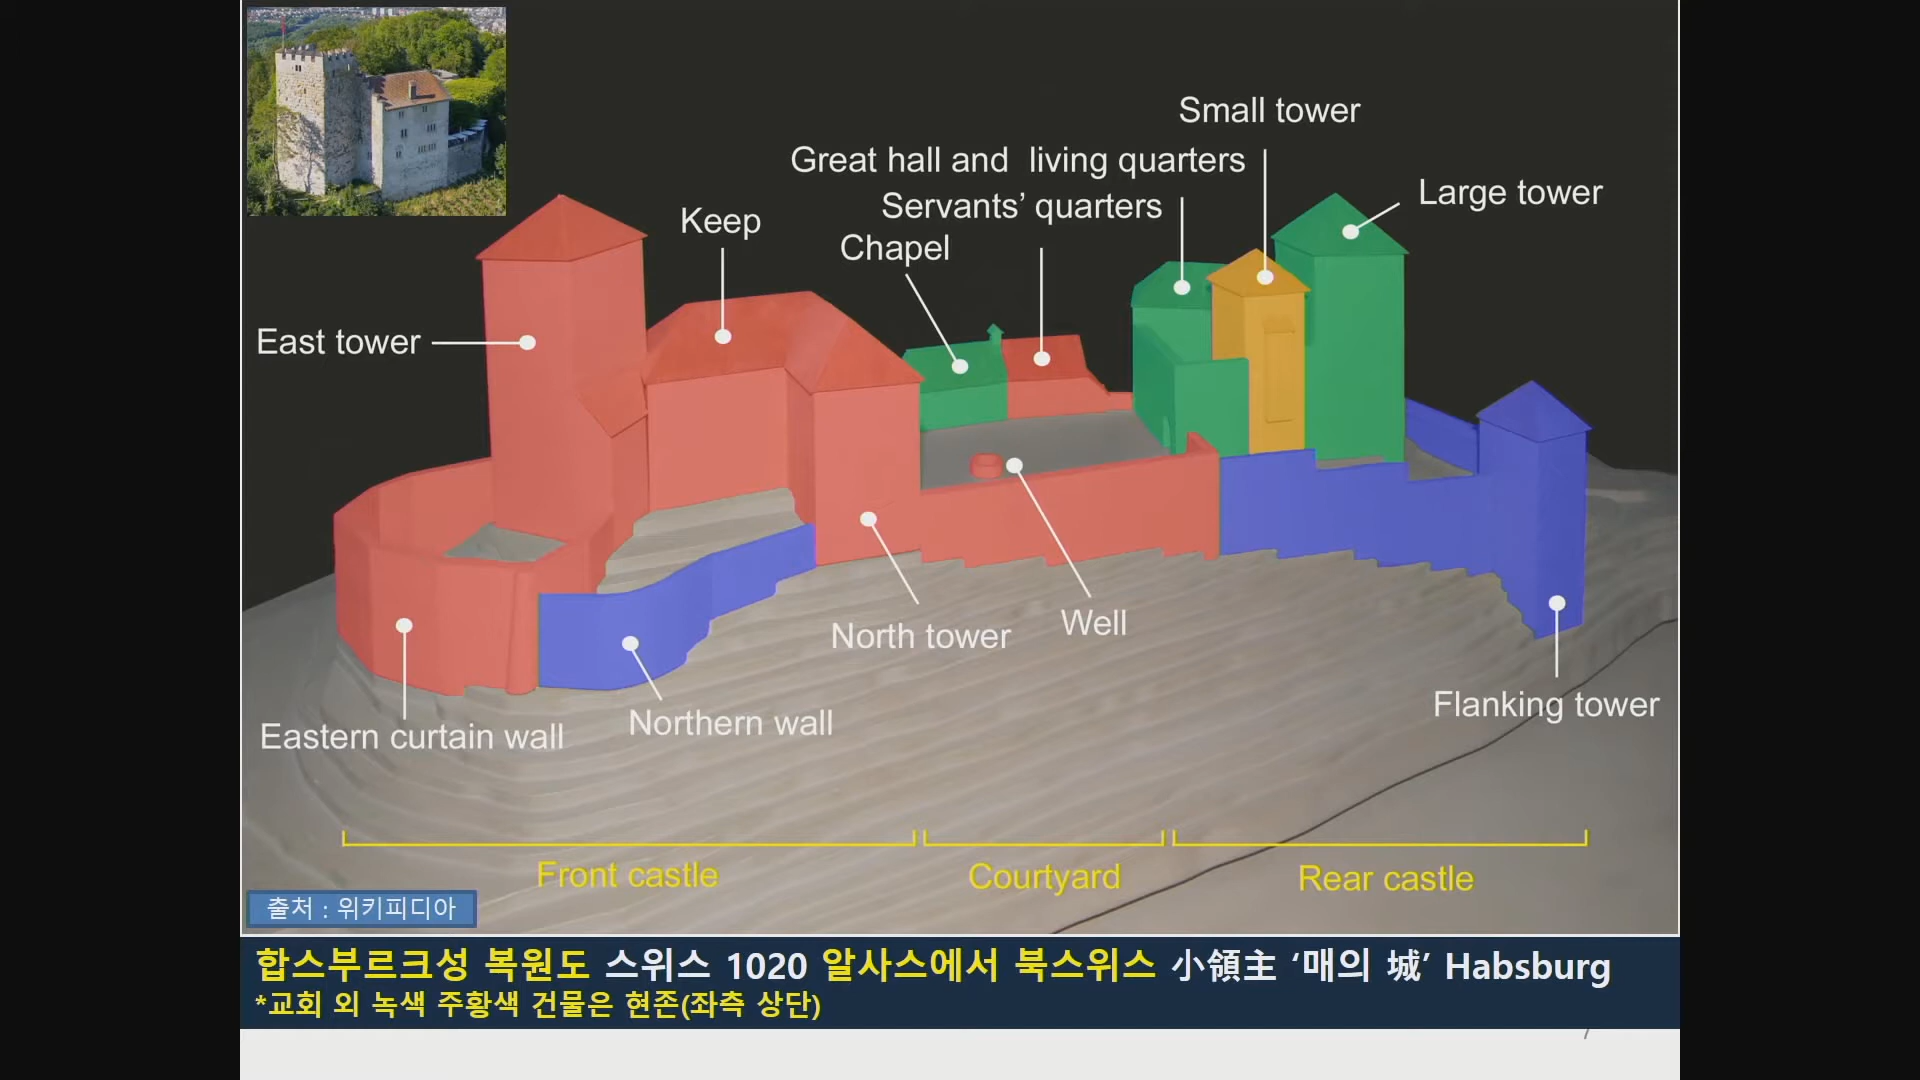 Small tower
Great hall and living quarters
Large tower
Servants’ quarters
Keep
Chapel
East tower
Well
North tower
Flanking tower
Northern wall
Eastern curtain wall
Front castle
Courtyard
Rear castle
출처 : 위키피디아
합스부르크성 복원도 스위스 1020 알사스에서 북스위스 小領主 ‘매의 城’ Habsburg
*교회 외 녹색 주황색 건물은 현존(좌측 상단)